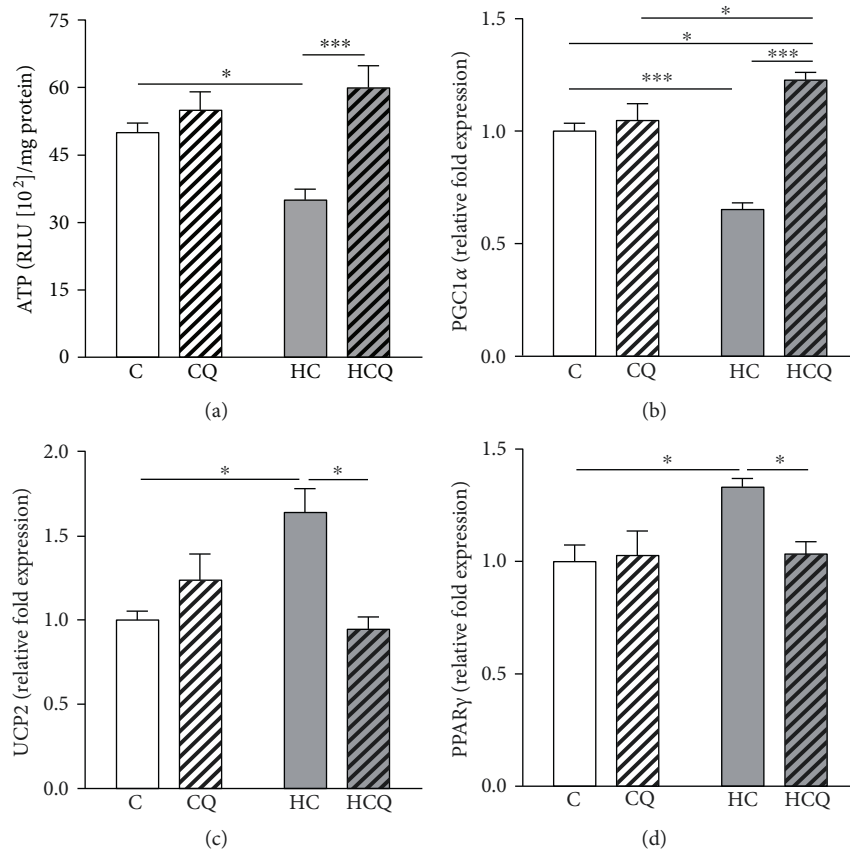 75
60
45
30
15
0
ATP (RLU [10²]/mg protein)
*
***
C
CQ
HC
HCQ
(a)
1.5
1.0
0.5
0.0
PGC1α (relative fold expression)
*
*
***
***
C
CQ
HC
HCQ
(b)
2.0
1.5
1.0
0.5
0.0
UCP2 (relative fold expression)
*
*
C
CQ
HC
HCQ
(c)
1.5
1.0
0.5
0.0
PPARγ (relative fold expression)
*
*
C
CQ
HC
HCQ
(d)